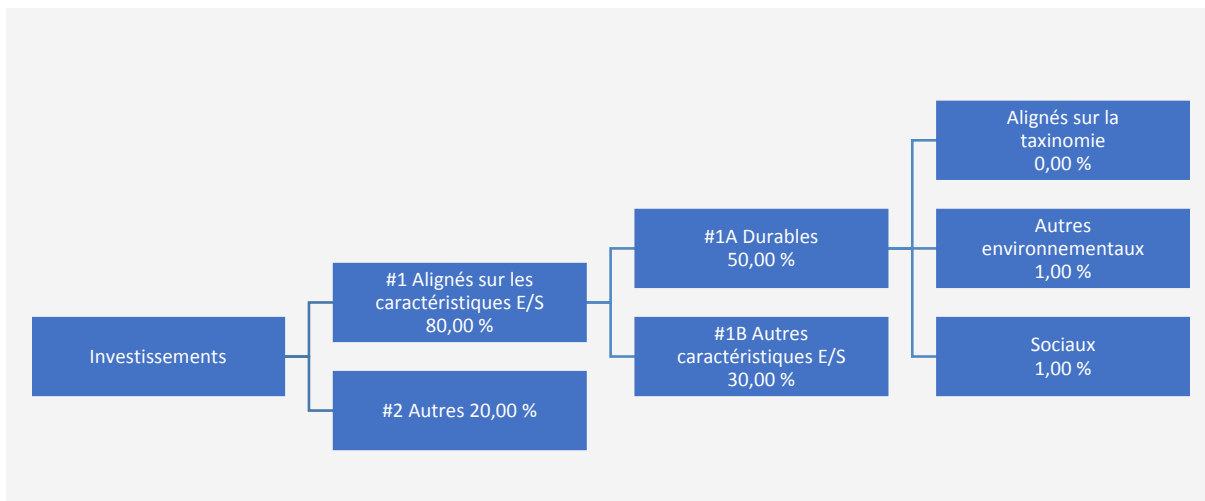 Investissements
#1 Alignés sur les
caractéristiques E/S
80,00 %
#2 Autres 20,00 %
#1A Durables
50,00 %
#1B Autres
caractéristiques E/S
30,00 %
Alignés sur la
taxinomie
0,00 %
Autres
environnementaux
1,00 %
Sociaux
1,00 %